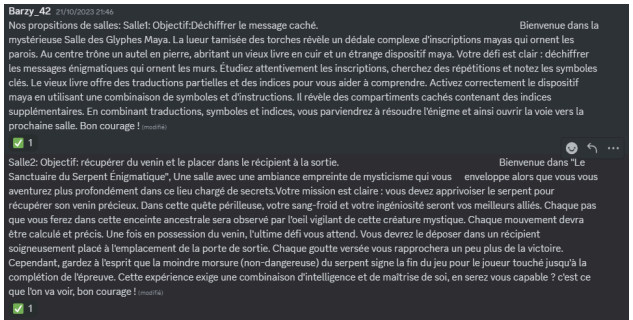 Barzy_42 21/10/2023 21:46
Nos propositions de salles: Salle1: Objectif:Déchiffrer le message caché. Bienvenue dans la
mystérieuse Salle des Glyphes Maya. La lueur tamisée des torches révèle un dédale complexe d'inscriptions mayas qui ornent les
parois. Au centre trône un autel en pierre, abritant un vieux livre en cuir et un étrange dispositif maya. Votre défi est clair : déchiffrer
les messages énigmatiques qui ornent les murs. Étudiez attentivement les inscriptions, cherchez des répétitions et notez les symboles
clés. Le vieux livre offre des traductions partielles et des indices pour vous aider à comprendre. Activez correctement le dispositif
maya en utilisant une combinaison de symboles et d'instructions. Il révèle des compartiments cachés contenant des indices
supplémentaires. En combinant traductions, symboles et indices, vous parviendrez à résoudre l'énigme et ainsi ouvrir la voie vers la
prochaine salle. Bon courage ! (modifié)
1
Salle2: Objectif: récupérer du venin et le placer dans le récipient à la sortie. Bienvenue dans "Le
Sanctuaire du Serpent Énigmatique", Une salle avec une ambiance empreinte de mysticisme qui vous enveloppe alors que vous vous
aventurez plus profondément dans ce lieu chargé de secrets.Votre mission est claire : vous devez apprivoiser le serpent pour
récupérer son venin précieux. Dans cette quête périlleuse, votre sang-froid et votre ingéniosité seront vos meilleurs alliés. Chaque pas
que vous ferez dans cette enceinte ancestrale sera observé par l'oeil vigilant de cette créature mystique. Chaque mouvement devra
être calculé et précis. Une fois en possession du venin, l'ultime défi vous attend. Vous devrez le déposer dans un récipient
soigneusement placé à l'emplacement de la porte de sortie. Chaque goutte versée vous rapprochera un peu plus de la victoire.
Cependant, gardez à l'esprit que la moindre morsure (non-dangereuse) du serpent signe la fin du jeu pour le joueur touché jusqu'à la
complétion de l'épreuve. Cette expérience exige une combinaison d'intelligence et de maîtrise de soi, en serez vous capable ? c'est ce
que l'on va voir, bon courage ! (modifié)
1